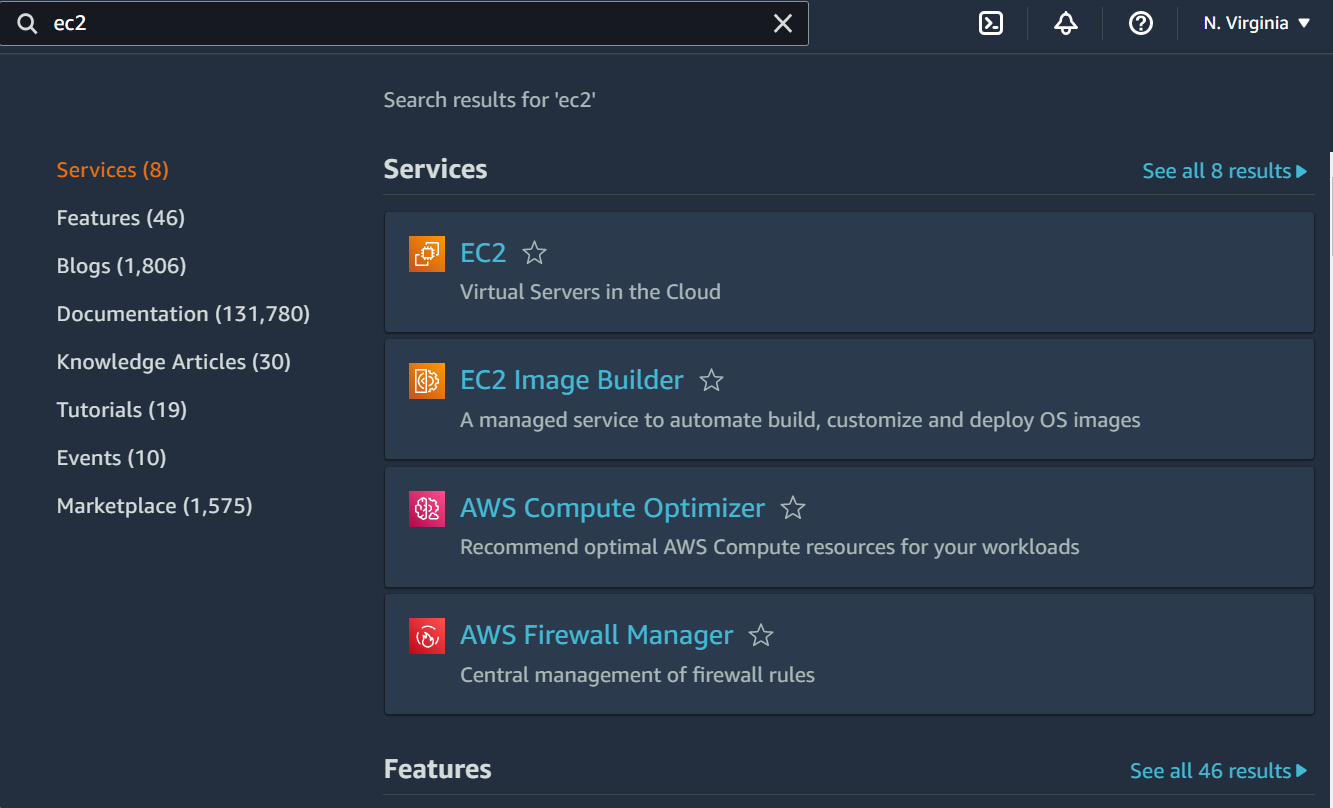 ec2
N. Virginia
Search results for 'ec2'
Services (8)
Features (46)
Blogs (1,806)
Documentation (131,780)
Knowledge Articles (30)
Tutorials (19)
Events (10)
Marketplace (1,575)
Services
See all 8 results
EC2
Virtual Servers in the Cloud
EC2 Image Builder
A managed service to automate build, customize and deploy OS images
AWS Compute Optimizer
Recommend optimal AWS Compute resources for your workloads
AWS Firewall Manager
Central management of firewall rules
Features
See all 46 results